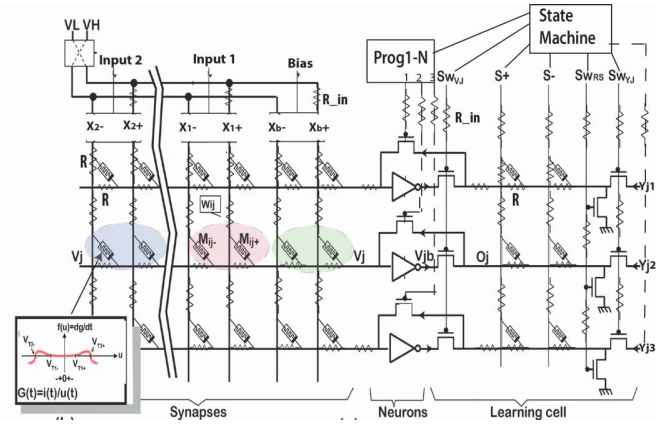 VL VH
Input 2
Input 1
Bias
R_in
State
Machine
Prog1-N
1 2 3
SwVJ
S+
S-
SWRS
SwYJ
R_in
X2-
X2+
X1-
X1+
Xb-
Xb+
R
R
R
Yj1
Wij
Mij-
Mij+
Vj
Vj
Vjb
Oj
Yj2
f(u)=dg/dt
VT2-
VT2+
u
VT1-
VT1+
-+0+-
G(t)=i(t)/u(t)
Yj3
Synapses
Neurons
Learning cell